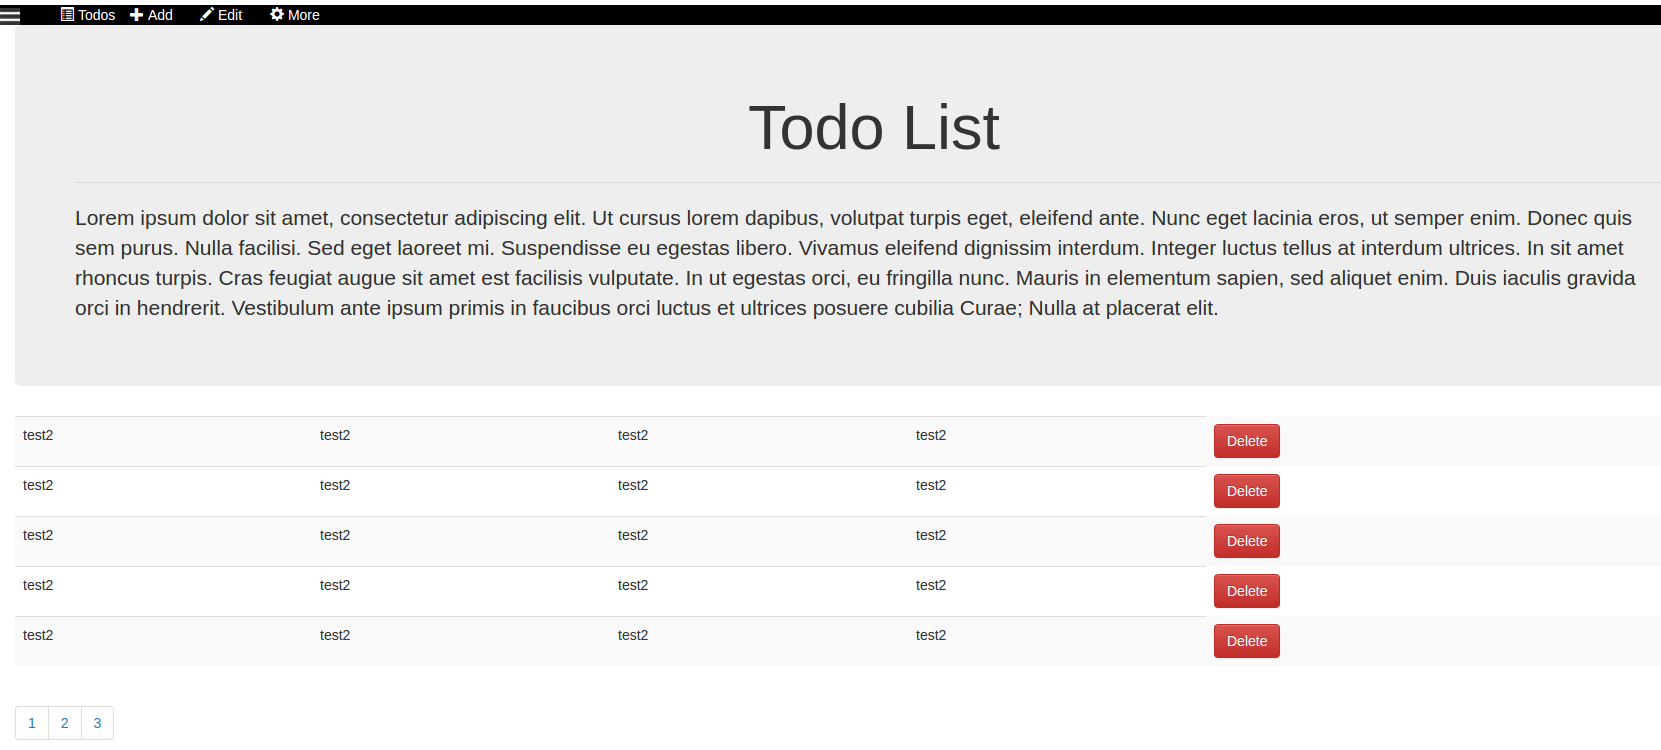 Todos Add Edit More
Todo List
Lorem ipsum dolor sit amet, consectetur adipiscing elit. Ut cursus lorem dapibus, volutpat turpis eget, eleifend ante. Nunc eget lacinia eros, ut semper enim. Donec quis
sem purus. Nulla facilisi. Sed eget laoreet mi. Suspendisse eu egestas libero. Vivamus eleifend dignissim interdum. Integer luctus tellus at interdum ultrices. In sit amet
rhoncus turpis. Cras feugiat augue sit amet est facilisis vulputate. In ut egestas orci, eu fringilla nunc. Mauris in elementum sapien, sed aliquet enim. Duis iaculis gravida
orci in hendrerit. Vestibulum ante ipsum primis in faucibus orci luctus et ultrices posuere cubilia Curae; Nulla at placerat elit.
test2 test2 test2 test2 Delete
test2 test2 test2 test2 Delete
test2 test2 test2 test2 Delete
test2 test2 test2 test2 Delete
test2 test2 test2 test2 Delete
1 2 3